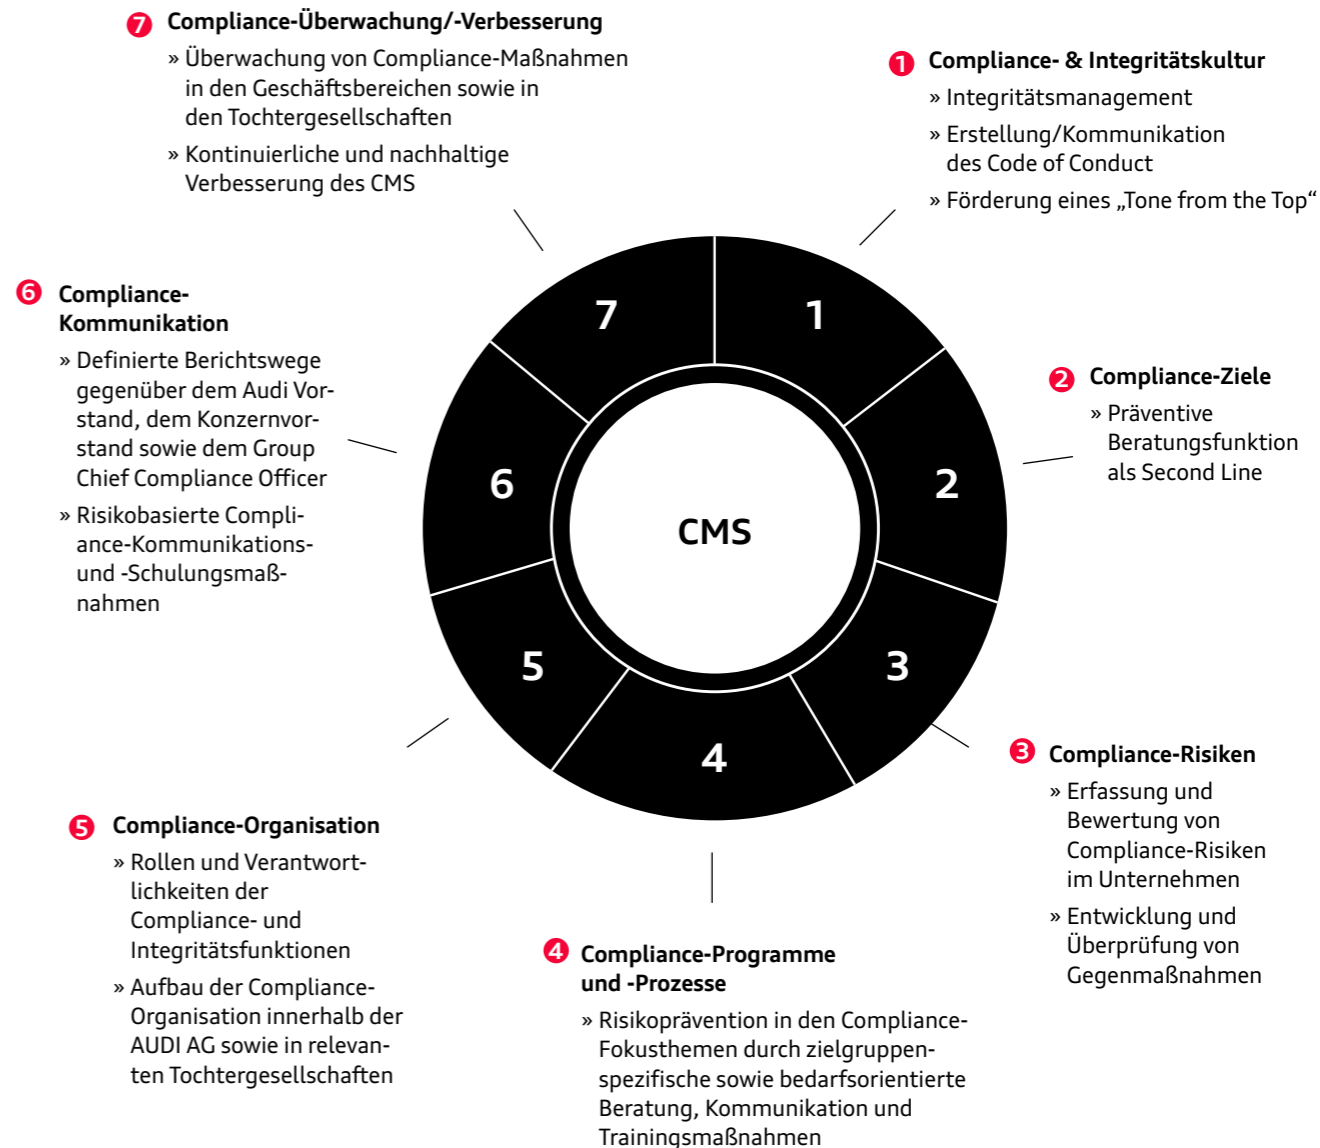 7 Compliance-Überwachung/-Verbesserung
» Überwachung von Compliance-Maßnahmen
in den Geschäftsbereichen sowie in
den Tochtergesellschaften
» Kontinuierliche und nachhaltige
Verbesserung des CMS
1 Compliance- & Integritätskultur
» Integritätsmanagement
» Erstellung/Kommunikation
des Code of Conduct
» Förderung eines „Tone from the Top“
6 Compliance-
Kommunikation
» Definierte Berichtswege
gegenüber dem Audi Vor-
stand, dem Konzernvor-
stand sowie dem Group
Chief Compliance Officer
» Risikobasierte Compli-
ance-Kommunikations-
und -Schulungsmaß-
nahmen
2 Compliance-Ziele
» Präventive
Beratungsfunktion
als Second Line
7
1
6
2
CMS
5
3
4
3 Compliance-Risiken
» Erfassung und
Bewertung von
Compliance-Risiken
im Unternehmen
» Entwicklung und
Überprüfung von
Gegenmaßnahmen
5 Compliance-Organisation
» Rollen und Verantwort-
lichkeiten der
Compliance- und
Integritätsfunktionen
» Aufbau der Compliance-
Organisation innerhalb der
AUDI AG sowie in relevan-
ten Tochtergesellschaften
4 Compliance-Programme
und -Prozesse
» Risikoprävention in den Compliance-
Fokusthemen durch zielgruppen-
spezifische sowie bedarfsorientierte
Beratung, Kommunikation und
Trainingsmaßnahmen